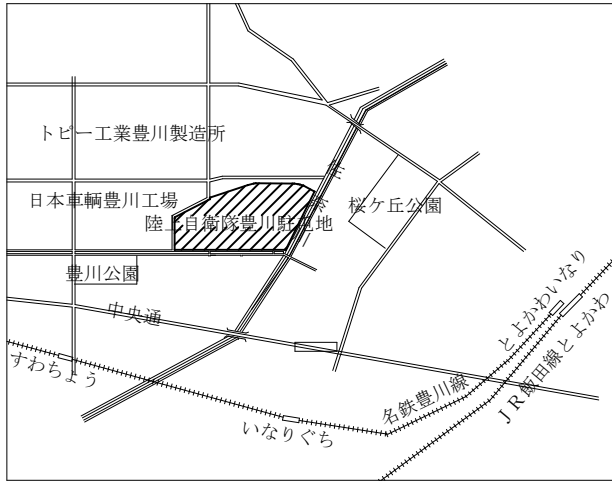 トピー工業豊川製造所
日本車輌豊川工場
陸上自衛隊豊川駐屯地
桜ケ丘公園
豊川公園
中央通
とよかわいなり
すわちょう
名鉄豊川線
JR飯田線とよかわ
いなりぐち